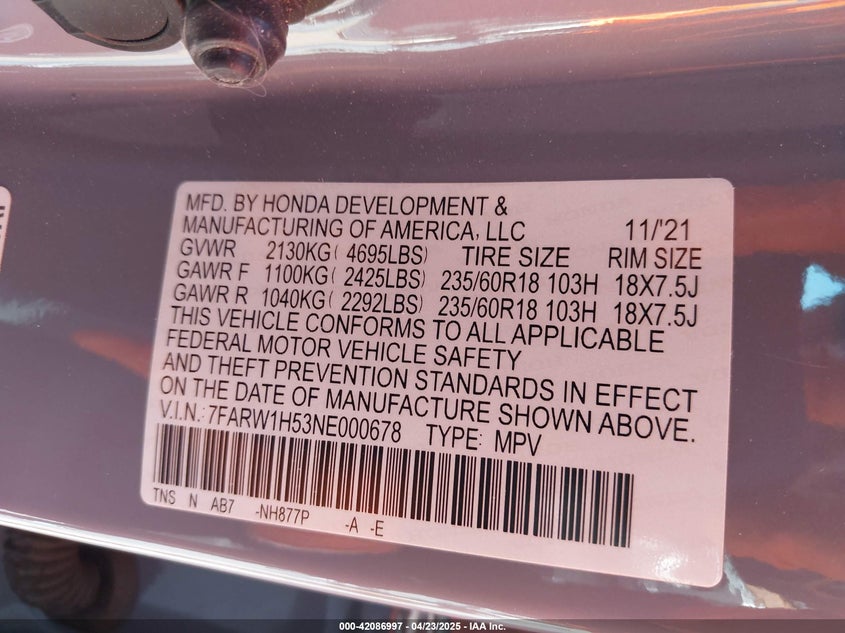 MFD. BY HONDA DEVELOPMENT &
MANUFACTURING OF AMERICA, LLC 11/'21
GVWR 2130KG( 4695LBS) TIRE SIZE RIM SIZE
GAWR F 1100KG( 2425LBS) 235/60R18 103H 18X7.5J
GAWR R 1040KG( 2292LBS) 235/60R18 103H 18X7.5J
THIS VEHICLE CONFORMS TO ALL APPLICABLE
FEDERAL MOTOR VEHICLE SAFETY
AND THEFT PREVENTION STANDARDS IN EFFECT
ON THE DATE OF MANUFACTURE SHOWN ABOVE.
V.I.N.: 7FARW1H53NE000678 TYPE: MPV
TNS N AB7 -NH877P -A -E
000-42086997 - 04/23/2025 - IAA Inc.